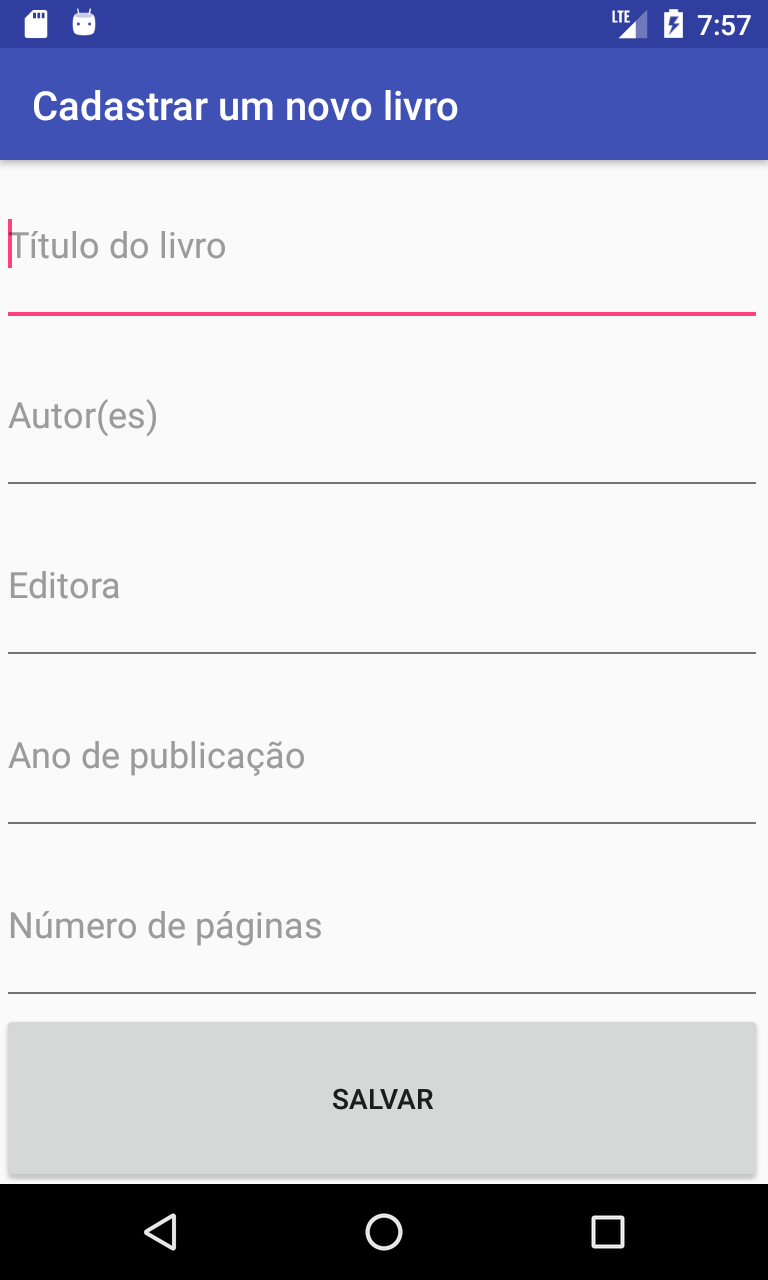 LTE 7:57
Cadastrar um novo livro
Título do livro
Autor(es)
Editora
Ano de publicação
Número de páginas
SALVAR